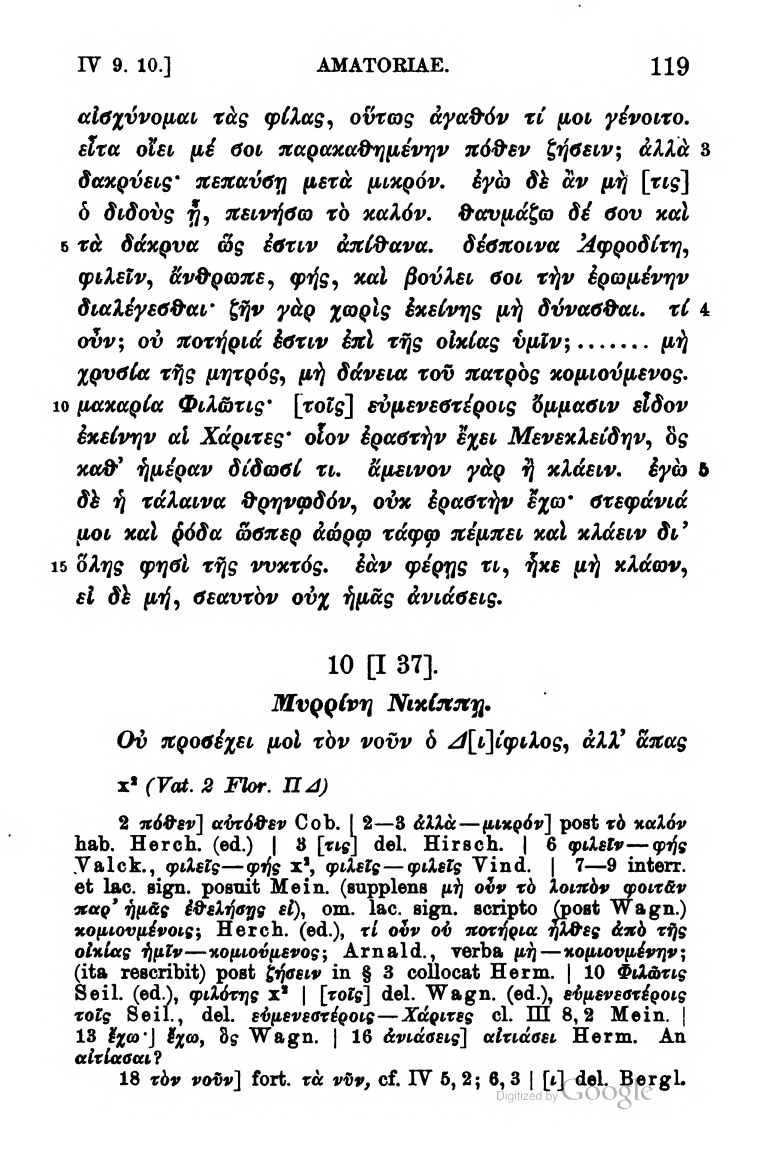 IV 9. 10.] AMATORIAE. 119
αἰσχύνομαι τὰς φίλας, οὕτως ἀγαθόν τί μοι γένοιτο.
εἶτα οἴει μέ σοι παρακαθημένην πόθεν ζήσειν; ἀλλὰ 3
δακρύεις· πεπαύσῃ μετὰ μικρόν. ἐγὼ δὲ ἂν μή [τις]
ὁ διδοὺς ᾖ, πεινήσω τὸ καλόν. θαυμάζω δέ σου καὶ
5 τὰ δάκρυα ὥς ἐστιν ἀπίθανα. δέσποινα Ἀφροδίτη,
φιλεῖν, ἄνθρωπε, φής, καὶ βούλει σοι τὴν ἐρωμένην
διαλέγεσθαι· ζῆν γὰρ χωρὶς ἐκείνης μὴ δύνασθαι. τί 4
οὖν; οὐ ποτήριά ἐστιν ἐπὶ τῆς οἰκίας ὑμῖν; ....... μὴ
χρυσία τῆς μητρός, μὴ δάνεια τοῦ πατρὸς κομιούμενος.
10 μακαρία Φιλῶτις· [τοῖς] εὐμενεστέροις ὄμμασιν εἶδον
ἐκείνην αἱ Χάριτες· οἷον ἐραστὴν ἔχει Μενεκλείδην, ὃς
καθ’ ἡμέραν δίδωσί τι. ἄμεινον γὰρ ἢ κλάειν. ἐγὼ 5
δὲ ἡ τάλαινα θρηνῳδόν, οὐκ ἐραστὴν ἔχω· στεφάνιά
μοι καὶ ῥόδα ὥσπερ ἀώρῳ τάφῳ πέμπει καὶ κλάειν δι’
15 ὅλης φησὶ τῆς νυκτός. ἐὰν φέρῃς τι, ἧκε μὴ κλάων,
εἰ δὲ μή, σεαυτὸν οὐχ ἡμᾶς ἀνιάσεις.
10 [I 37].
Μυρρίνη Νικίππῃ.
Οὐ προσέχει μοὶ τὸν νοῦν ὁ Δ[ι]ίφιλος, ἀλλ’ ἅπας
x² (Vat. 2 Flor. Π Δ)
2 πόθεν] αὐτόθεν Cob. | 2—3 ἀλλὰ—μικρόν] post τὸ καλόν
hab. Herch. (ed.) | 3 [τις] del. Hirsch. | 6 φιλεῖν—φής
Valck., φιλεῖς—φής x², φιλεῖς—φιλεῖς Vind. | 7—9 interr.
et lac. sign. posuit Mein. (supplens μὴ οὖν τὸ λοιπὸν φοιτᾶν
παρ’ ἡμᾶς ἐθελήσῃς εἰ), om. lac. sign. scripto (post Wagn.)
κομιουμένοις; Herch. (ed.), τί οὖν οὐ ποτήρια ἦλθες ἀπὸ τῆς
οἰκίας ἡμῖν—κομιούμενος; Arnald., verba μὴ—κομιουμένην;
(ita rescribit) post ζήσειν in § 3 collocat Herm. | 10 Φιλῶτις
Seil. (ed.), φιλότης x² | [τοῖς] del. Wagn. (ed.), εὐμενεστέροις
τοῖς Seil., del. εὐμενεστέροις—Χάριτες cl. III 8, 2 Mein. |
13 ἔχω·] ἔχω, ὃς Wagn. | 16 ἀνιάσεις] αἰτιάσει Herm. An
αἰτίασαι?
18 τὸν νοῦν] fort. τὰ νῦν, cf. IV 5, 2; 6, 3 | [ι] del. Bergl.
Digitized by Google